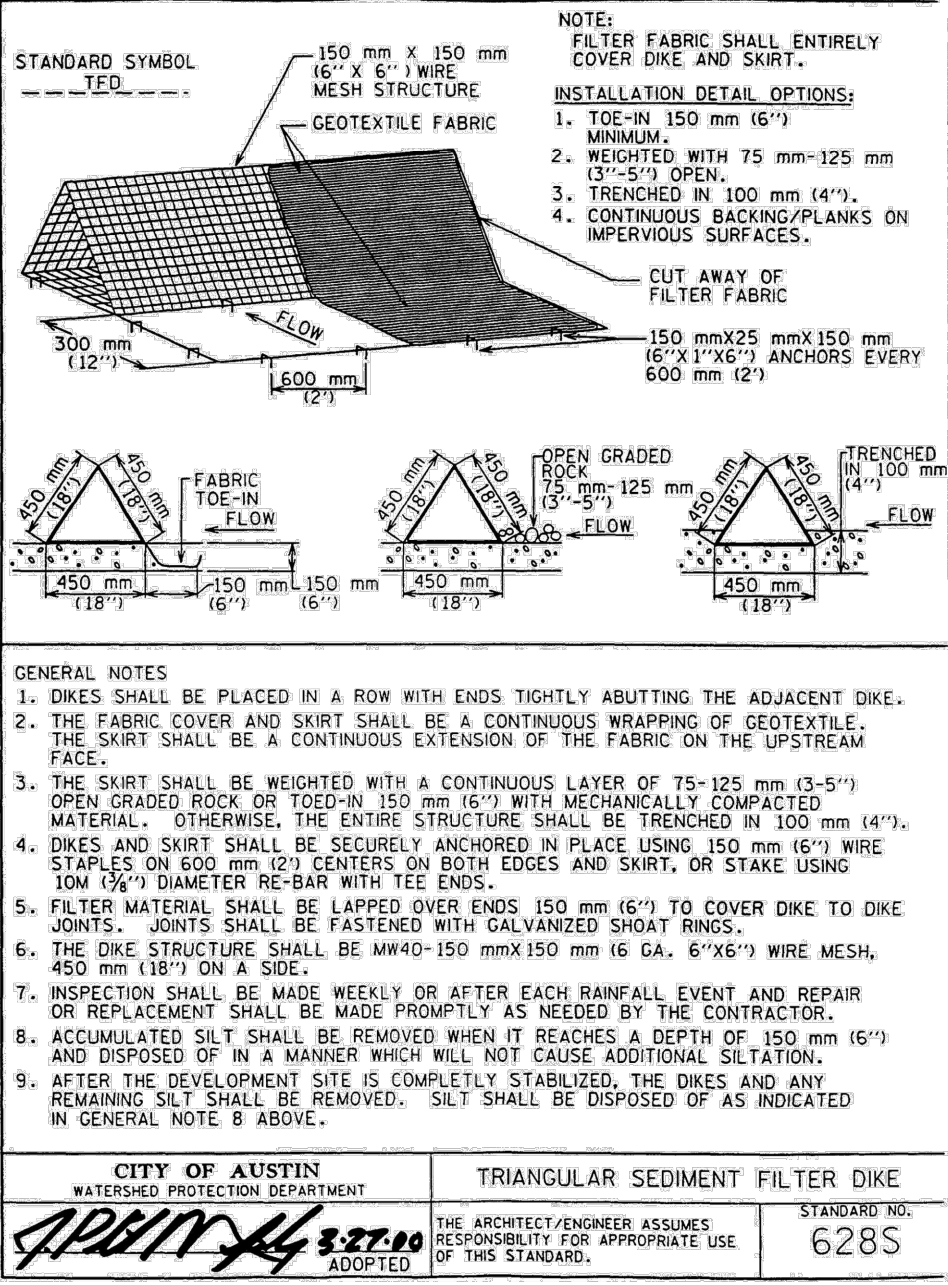 STANDARD SYMBOL
TFD
150 mm X 150 mm
(6'' X 6'' ) WIRE
MESH STRUCTURE
GEOTEXTILE FABRIC
NOTE:
FILTER FABRIC SHALL ENTIRELY
COVER DIKE AND SKIRT.
INSTALLATION DETAIL OPTIONS:
1. TOE-IN 150 mm (6'')
MINIMUM.
2. WEIGHTED WITH 75 mm-125 mm
(3''-5'') OPEN.
3. TRENCHED IN 100 mm (4'').
4. CONTINUOUS BACKING/PLANKS ON
IMPERVIOUS SURFACES.
CUT AWAY OF
FILTER FABRIC
FLOW
300 mm
(12'')
600 mm
(2')
150 mmX25 mmX150 mm
(6''X1''X6'') ANCHORS EVERY
600 mm (2')
450 mm
(18'')
450 mm
(18'')
FABRIC
TOE-IN
FLOW
450 mm
(18'')
150 mm
(6'')
150 mm
(6'')
450 mm
(18'')
450 mm
(18'')
OPEN GRADED
ROCK
75 mm-125 mm
(3''-5'')
FLOW
450 mm
(18'')
450 mm
(18'')
450 mm
(18'')
TRENCHED
IN 100 mm
(4'')
FLOW
450 mm
(18'')
GENERAL NOTES
1. DIKES SHALL BE PLACED IN A ROW WITH ENDS TIGHTLY ABUTTING THE ADJACENT DIKE.
2. THE FABRIC COVER AND SKIRT SHALL BE A CONTINUOUS WRAPPING OF GEOTEXTILE.
THE SKIRT SHALL BE A CONTINUOUS EXTENSION OF THE FABRIC ON THE UPSTREAM
FACE.
3. THE SKIRT SHALL BE WEIGHTED WITH A CONTINUOUS LAYER OF 75-125 mm (3-5'')
OPEN GRADED ROCK OR TOED-IN 150 mm (6'') WITH MECHANICALLY COMPACTED
MATERIAL. OTHERWISE, THE ENTIRE STRUCTURE SHALL BE TRENCHED IN 100 mm (4'').
4. DIKES AND SKIRT SHALL BE SECURELY ANCHORED IN PLACE USING 150 mm (6'') WIRE
STAPLES ON 600 mm (2') CENTERS ON BOTH EDGES AND SKIRT, OR STAKE USING
10M (3/8'') DIAMETER RE-BAR WITH TEE ENDS.
5. FILTER MATERIAL SHALL BE LAPPED OVER ENDS 150 mm (6'') TO COVER DIKE TO DIKE
JOINTS. JOINTS SHALL BE FASTENED WITH GALVANIZED SHOAT RINGS.
6. THE DIKE STRUCTURE SHALL BE MW40-150 mmX150 mm (6 GA. 6''X6'') WIRE MESH,
450 mm (18'') ON A SIDE.
7. INSPECTION SHALL BE MADE WEEKLY OR AFTER EACH RAINFALL EVENT AND REPAIR
OR REPLACEMENT SHALL BE MADE PROMPTLY AS NEEDED BY THE CONTRACTOR.
8. ACCUMULATED SILT SHALL BE REMOVED WHEN IT REACHES A DEPTH OF 150 mm (6'')
AND DISPOSED OF IN A MANNER WHICH WILL NOT CAUSE ADDITIONAL SILTATION.
9. AFTER THE DEVELOPMENT SITE IS COMPLETLY STABILIZED, THE DIKES AND ANY
REMAINING SILT SHALL BE REMOVED. SILT SHALL BE DISPOSED OF AS INDICATED
IN GENERAL NOTE 8 ABOVE.
CITY OF AUSTIN
WATERSHED PROTECTION DEPARTMENT
3-27-00
ADOPTED
TRIANGULAR SEDIMENT FILTER DIKE
THE ARCHITECT/ENGINEER ASSUMES
RESPONSIBILITY FOR APPROPRIATE USE
OF THIS STANDARD.
STANDARD NO.
628S